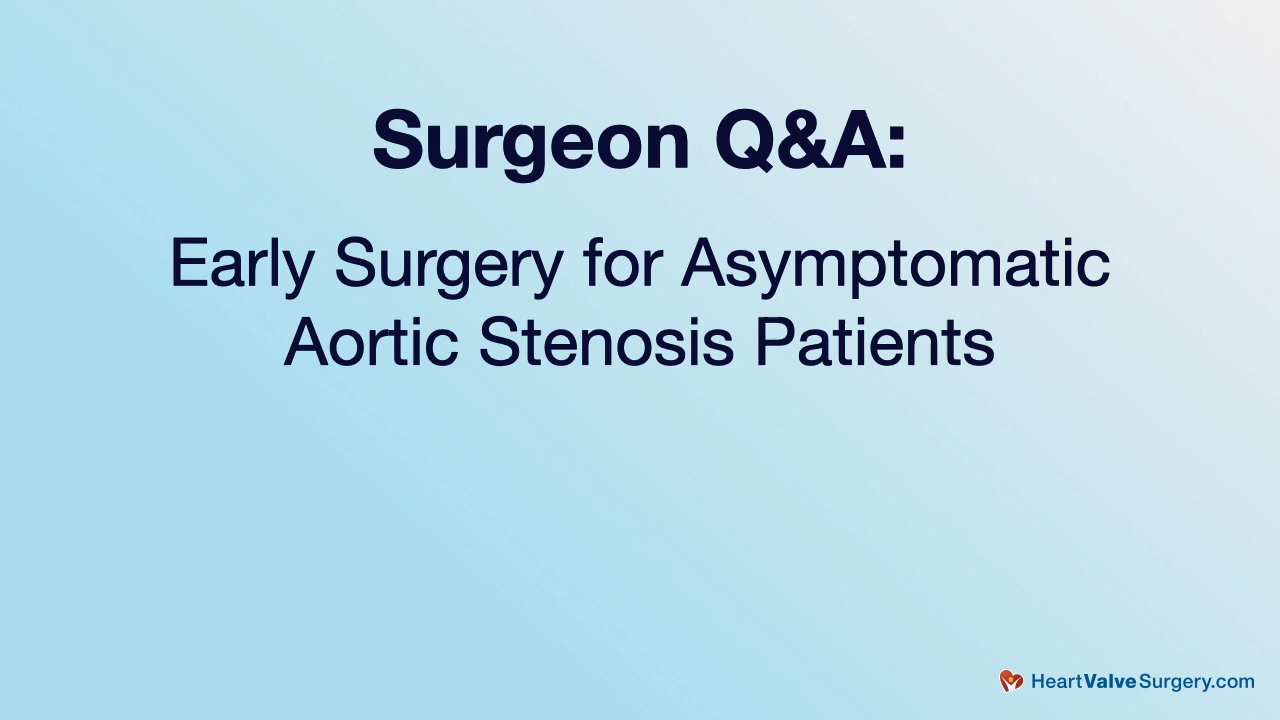 Surgeon Q&A:
Early Surgery for Asymptomatic
Aortic Stenosis Patients
HeartValveSurgery.com